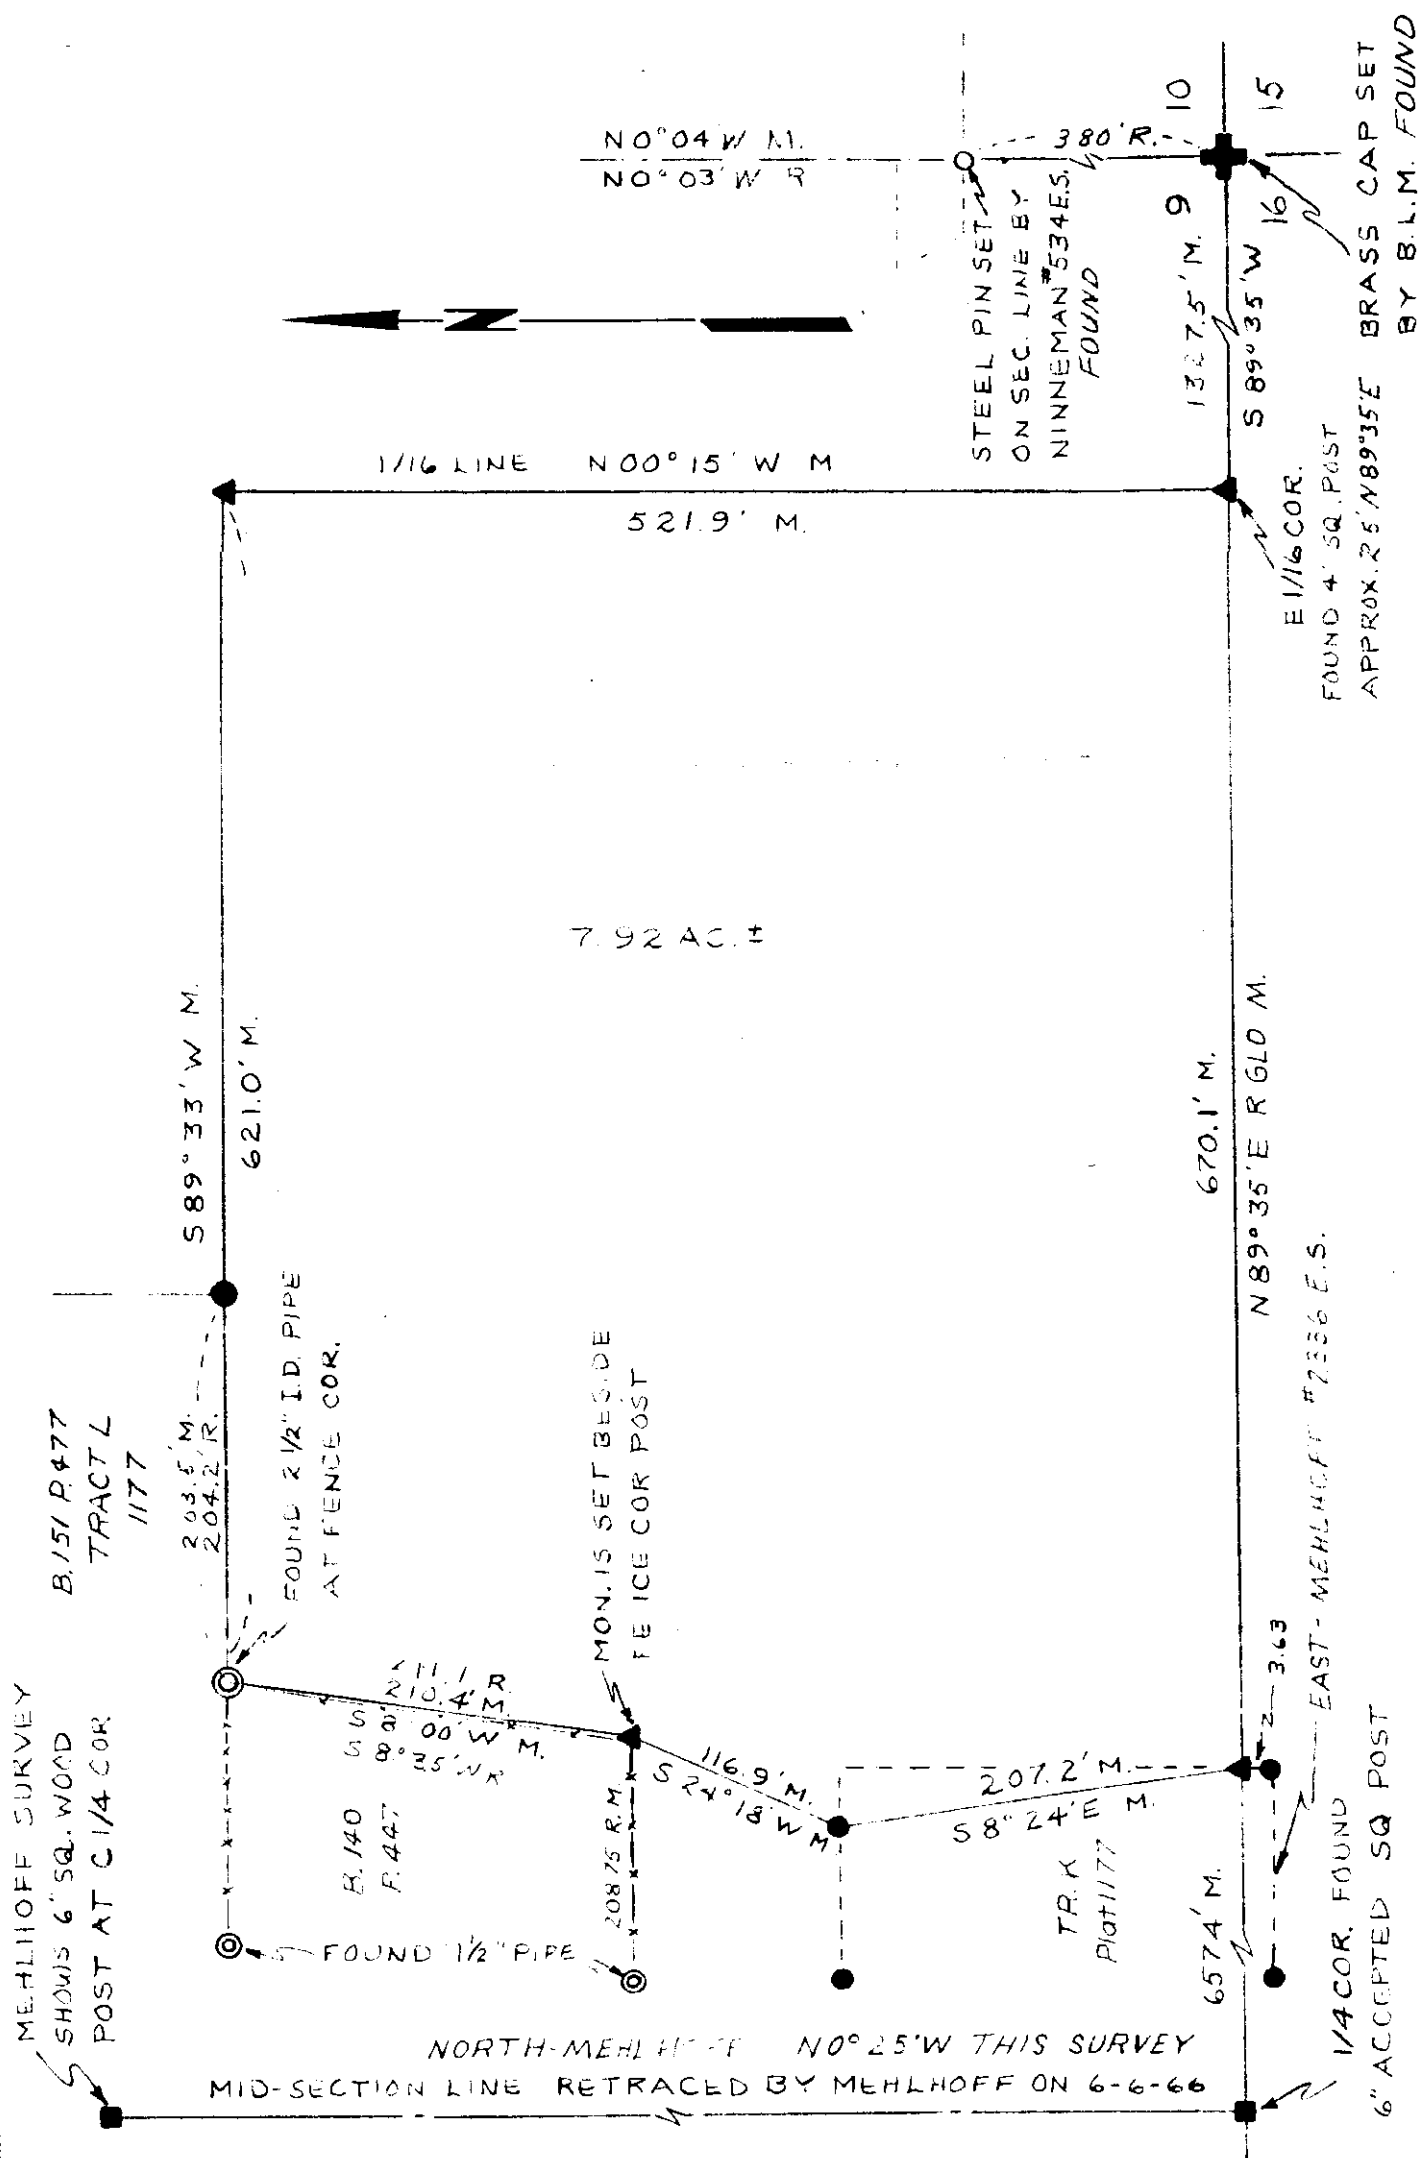 MEHLHOFF SURVEY
SHOWS 6" SQ. WOOD
POST AT C 1/4 COR
B.151 P.477
TRACT L
1177
203.5' M.
204.2' R.
S 89° 33' W M.
621.0' M.
FOUND 2 1/2" I.D. PIPE
AT FENCE COR.
1/16 LINE N 00° 15' W M
521.9' M.
N 0° 04' W M.
N 0° 03' W R
380' R.
10
15
9
16
STEEL PIN SET
ON SEC. LINE BY
NINNEMAN #534 E.S.
FOUND
1327.5' M.
S 89° 35' W
BRASS CAP SET
BY B.L.M. FOUND
E 1/16 COR.
FOUND 4" SQ. POST
APPROX. 2.5' N 89° 35' E
7.92 AC. ±
210.4' M.
S 8° 00' W M.
S 8° 35' W R
B. 140
P. 447
MON. IS SET BESIDE
COR POST
208.75 R.M.
FOUND 1 1/2" PIPE
116.9' M.
S 24° 18' W M
207.2' M.
S 8° 24' E M.
TR. K
Plat 1177
670.1' M.
N 89° 35' E R GLO M.
657.4' M.
3.63
EAST-MEHLHOFF E.S.
1/4 COR. FOUND
6" ACCEPTED SQ POST
N 0° 25' W THIS SURVEY
MID-SECTION LINE RETRACED BY MEHLHOFF ON 6-6-66